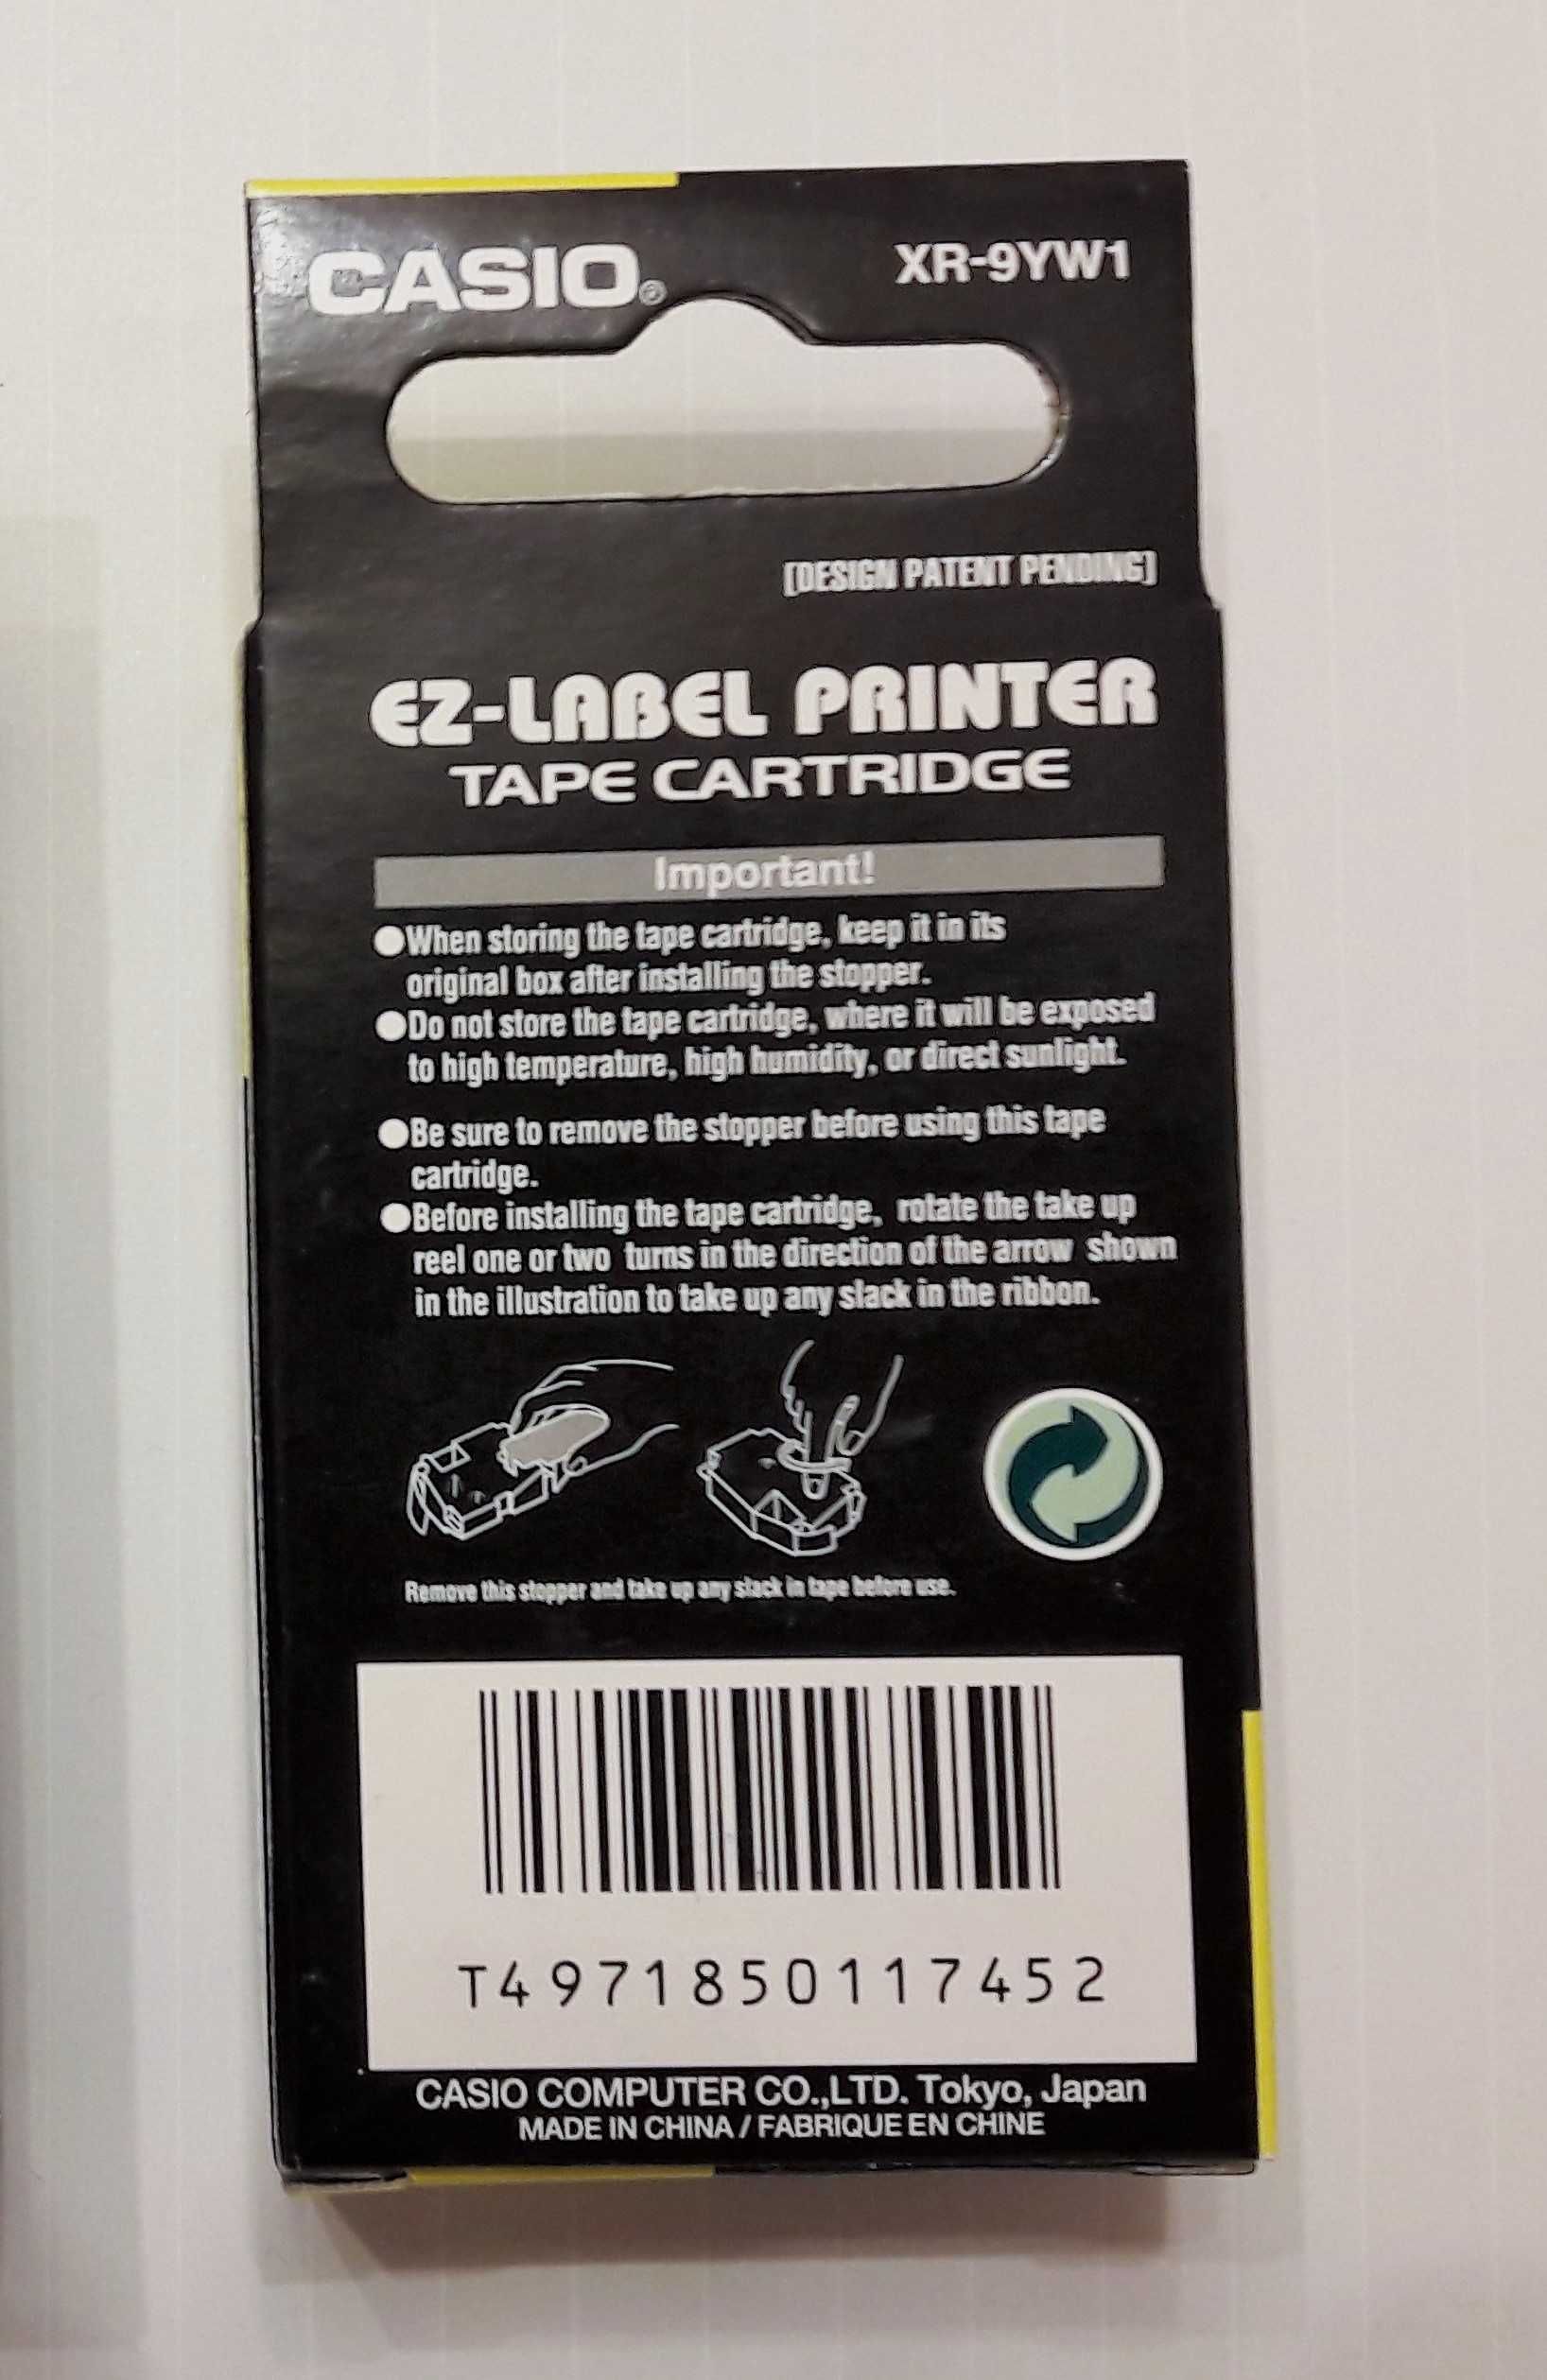 CASIO®
XR-9YW1
[DESIGN PATENT PENDING]
EZ-LABEL PRINTER
TAPE CARTRIDGE
Important!
●When storing the tape cartridge, keep it in its
original box after installing the stopper.
●Do not store the tape cartridge, where it will be exposed
to high temperature, high humidity, or direct sunlight.
●Be sure to remove the stopper before using this tape
cartridge.
●Before installing the tape cartridge, rotate the take up
reel one or two turns in the direction of the arrow shown
in the illustration to take up any slack in the ribbon.
Remove this stopper and take up any slack in tape before use.
T4971850117452
CASIO COMPUTER CO.,LTD. Tokyo, Japan
MADE IN CHINA / FABRIQUE EN CHINE